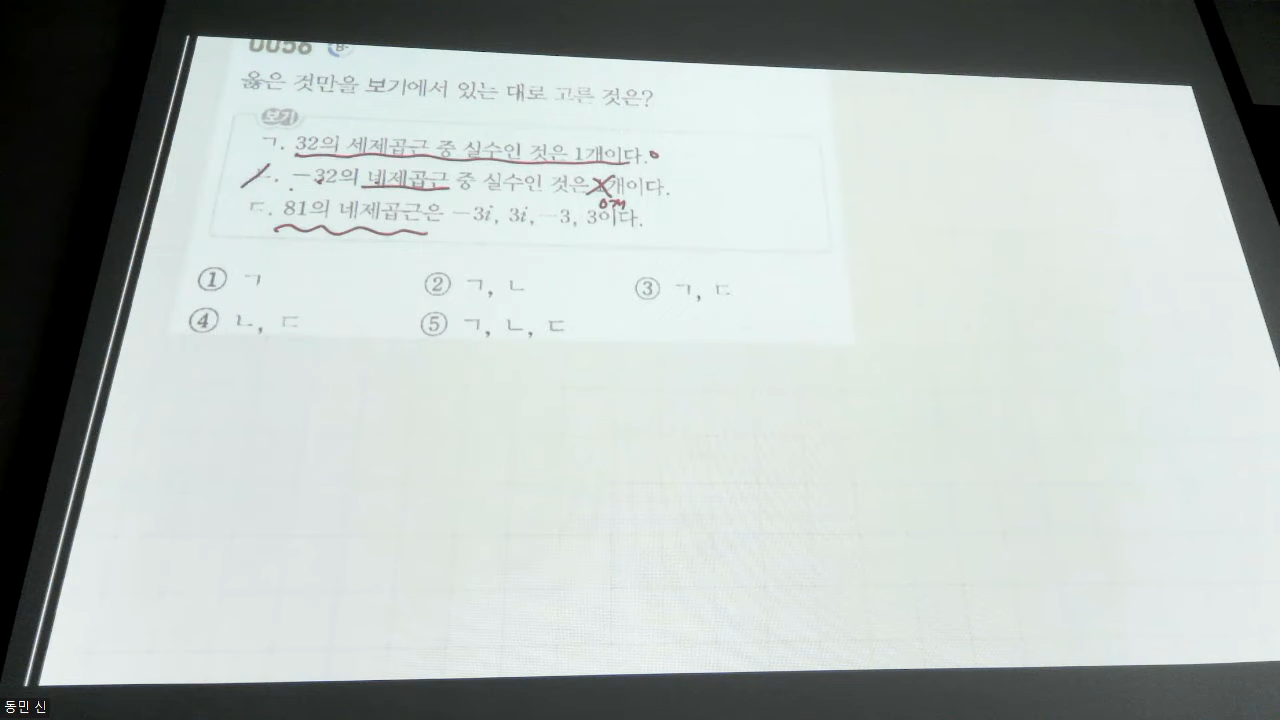 0058 B-
옳은 것만을 보기에서 있는 대로 고른 것은?
보기
ㄱ. 32의 세제곱근 중 실수인 것은 1개이다.
ㄴ. -32의 네제곱근 중 실수인 것은 개이다.
0개
ㄷ. 81의 네제곱근은 -3i, 3i, -3, 3이다.
① ㄱ ② ㄱ, ㄴ ③ ㄱ, ㄷ
④ ㄴ, ㄷ ⑤ ㄱ, ㄴ, ㄷ
동민 신